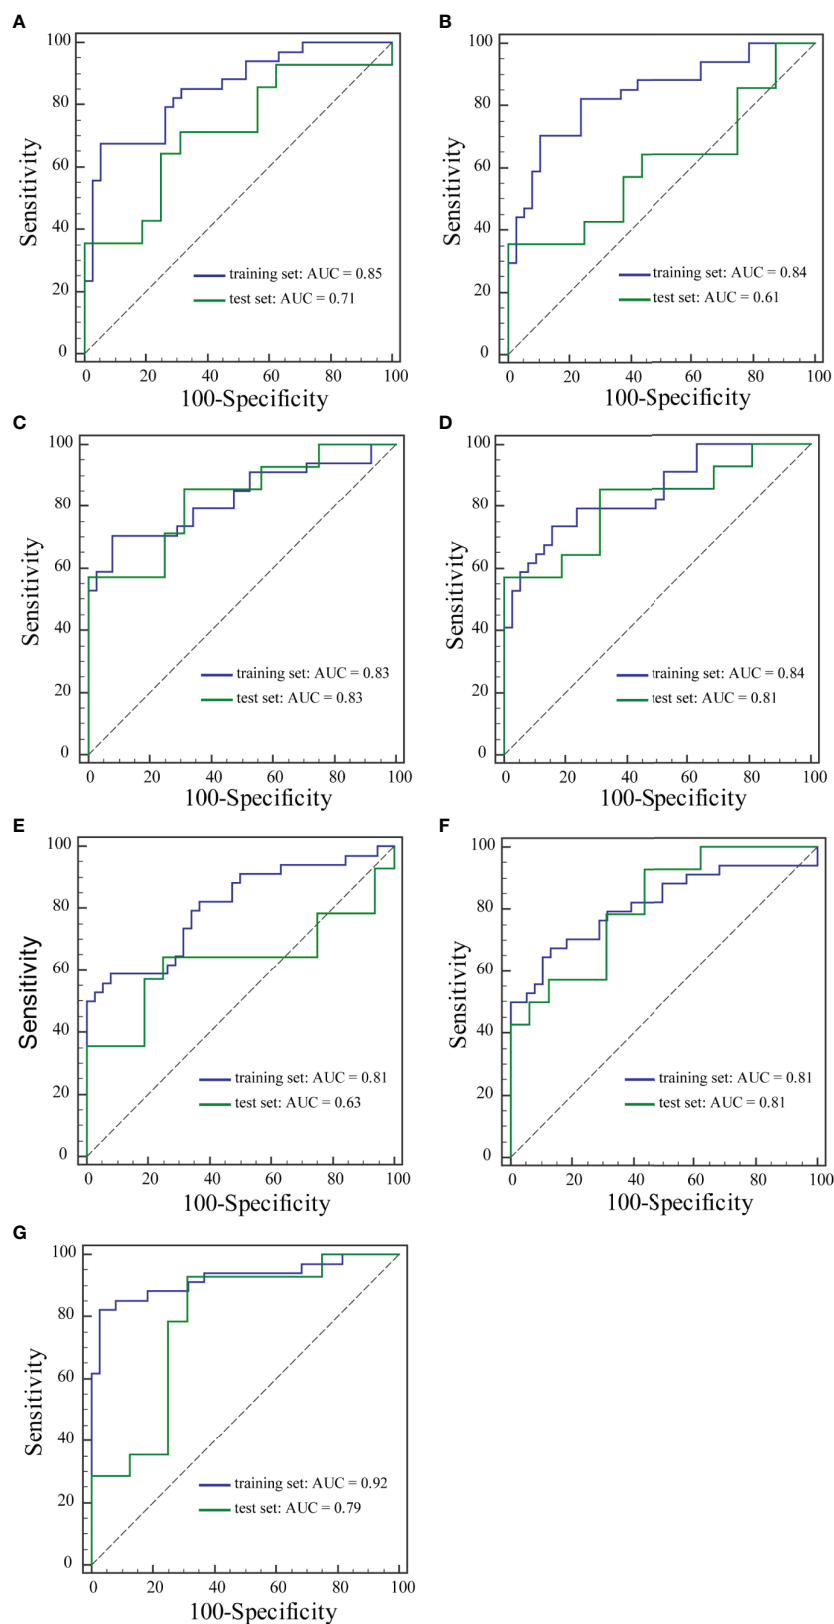 A
Sensitivity
100
80
60
40
20
0
training set: AUC = 0.85
test set: AUC = 0.71
0 20 40 60 80 100
100-Specificity
B
Sensitivity
100
80
60
40
20
0
training set: AUC = 0.84
test set: AUC = 0.61
0 20 40 60 80 100
100-Specificity
C
Sensitivity
100
80
60
40
20
0
training set: AUC = 0.83
test set: AUC = 0.83
0 20 40 60 80 100
100-Specificity
D
Sensitivity
100
80
60
40
20
0
training set: AUC = 0.84
test set: AUC = 0.81
0 20 40 60 80 100
100-Specificity
E
Sensitivity
100
80
60
40
20
0
training set: AUC = 0.81
test set: AUC = 0.63
0 20 40 60 80 100
100-Specificity
F
Sensitivity
100
80
60
40
20
0
training set: AUC = 0.81
test set: AUC = 0.81
0 20 40 60 80 100
100-Specificity
G
Sensitivity
100
80
60
40
20
0
training set: AUC = 0.92
test set: AUC = 0.79
0 20 40 60 80 100
100-Specificity